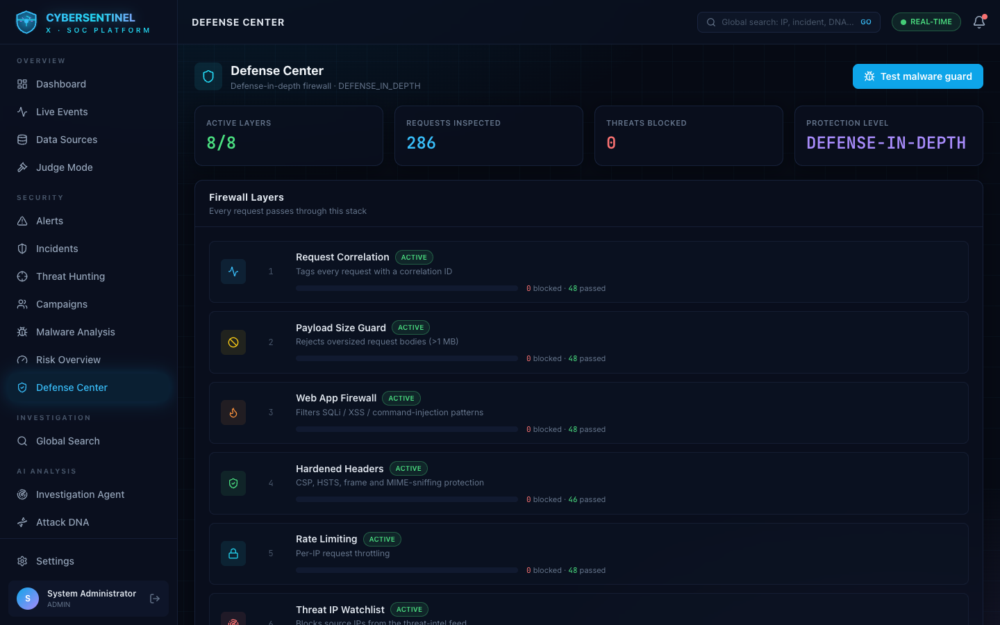 CYBERSENTINEL
X · SOC PLATFORM
DEFENSE CENTER
Global search: IP, incident, DNA... GO
REAL-TIME
OVERVIEW
Dashboard
Live Events
Data Sources
Judge Mode
SECURITY
Alerts
Incidents
Threat Hunting
Campaigns
Malware Analysis
Risk Overview
Defense Center
INVESTIGATION
Global Search
AI ANALYSIS
Investigation Agent
Attack DNA
Settings
S
System Administrator
ADMIN
Defense Center
Defense-in-depth firewall · DEFENSE_IN_DEPTH
Test malware guard
ACTIVE LAYERS
8/8
REQUESTS INSPECTED
286
THREATS BLOCKED
0
PROTECTION LEVEL
DEFENSE-IN-DEPTH
Firewall Layers
Every request passes through this stack
1
Request Correlation ACTIVE
Tags every request with a correlation ID
0 blocked · 48 passed
2
Payload Size Guard ACTIVE
Rejects oversized request bodies (>1 MB)
0 blocked · 48 passed
3
Web App Firewall ACTIVE
Filters SQLi / XSS / command-injection patterns
0 blocked · 48 passed
4
Hardened Headers ACTIVE
CSP, HSTS, frame and MIME-sniffing protection
0 blocked · 46 passed
5
Rate Limiting ACTIVE
Per-IP request throttling
0 blocked · 48 passed
6
Threat IP Watchlist ACTIVE
Blocks source IPs from the threat-intel feed